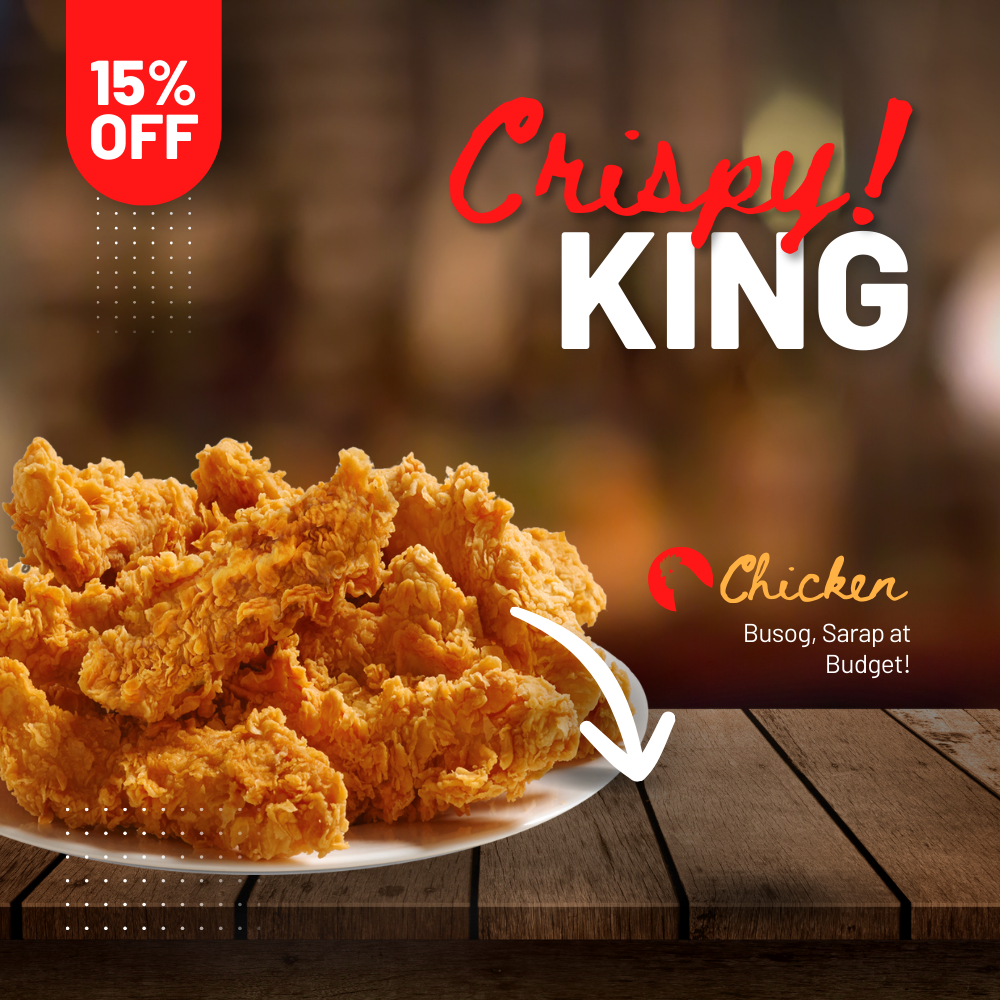 15%
OFF
Crispy!
KING
Chicken
Busog, Sarap at
Budget!